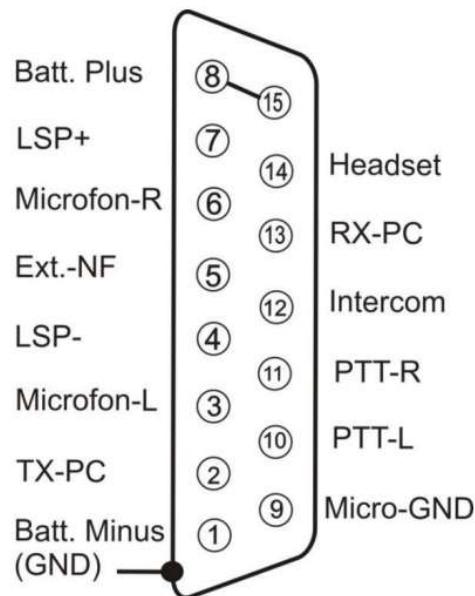 Batt. Plus
8
15
LSP+
7
14
Headset
Microfon-R
6
13
RX-PC
Ext.-NF
5
12
Intercom
LSP-
4
11
PTT-R
Microfon-L
3
10
PTT-L
TX-PC
2
9
Micro-GND
Batt. Minus
1
(GND)